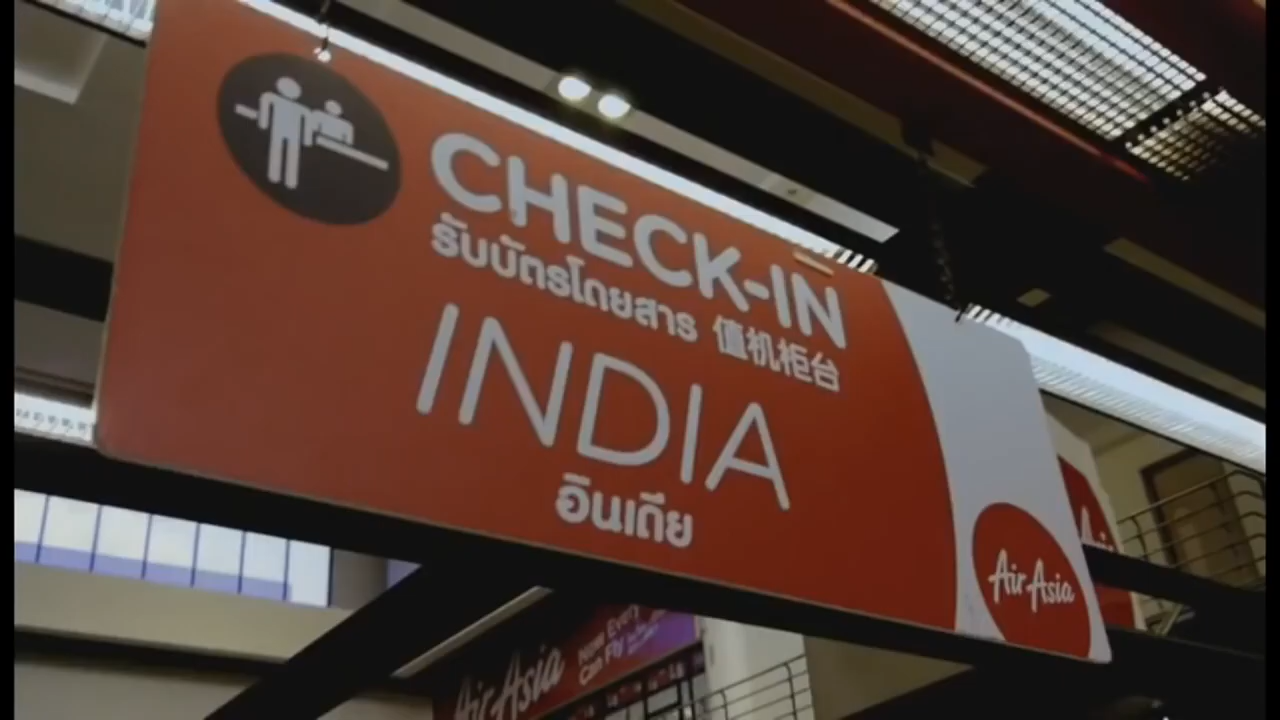 CHECK-IN
รับบัตรโดยสาร 值机柜台
INDIA
อินเดีย
AirAsia
AirAsia
Now Every
Can Fly